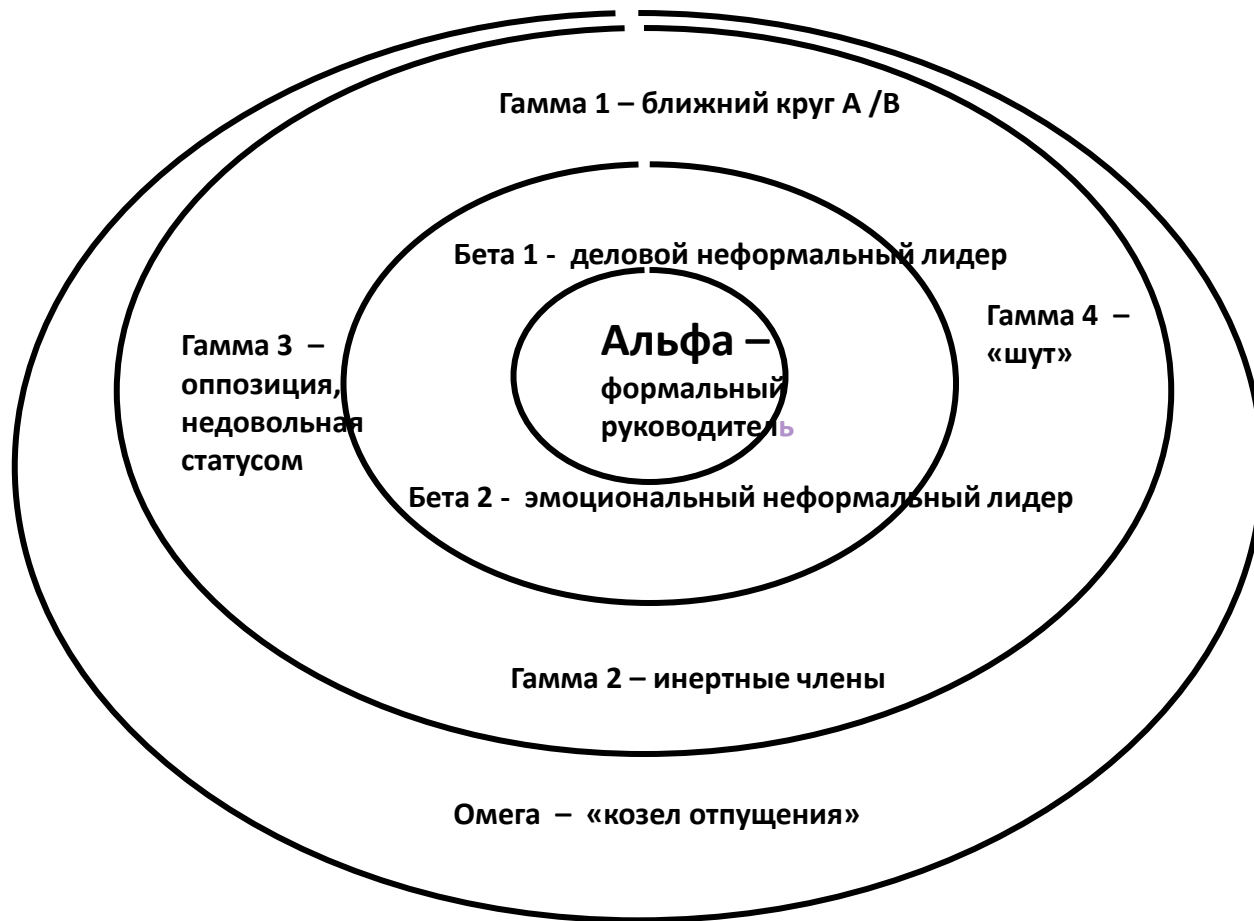 Гамма 1 – ближний круг А /В
Бета 1 - деловой неформальный лидер
Гамма 3 –
оппозиция,
недовольная
статусом
Альфа –
формальный
руководитель
Гамма 4 –
«шут»
Бета 2 - эмоциональный неформальный лидер
Гамма 2 – инертные члены
Омега – «козел отпущения»